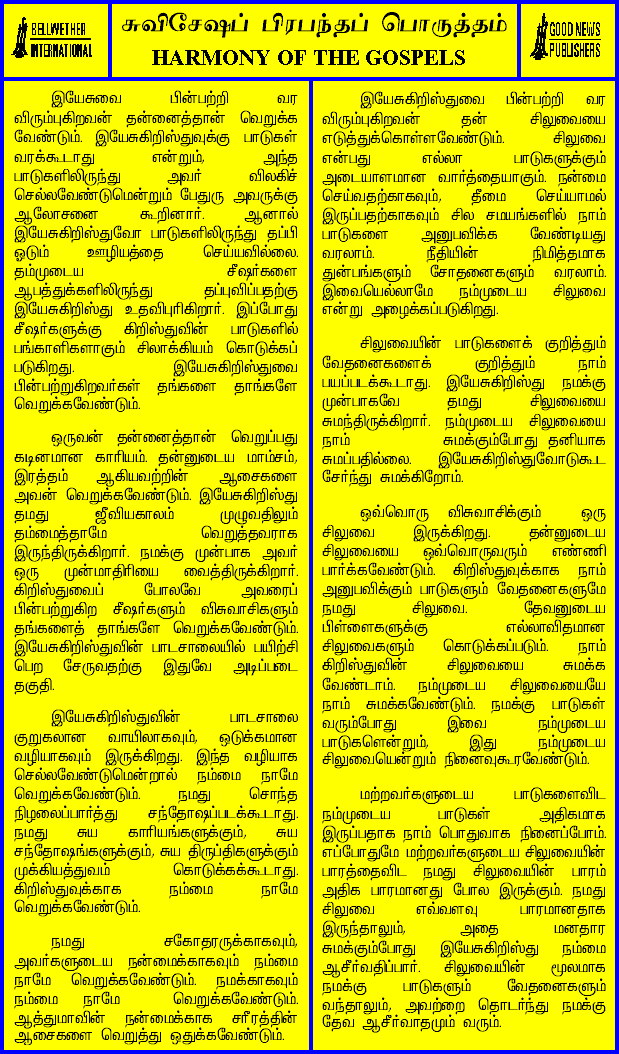 BELLWETHER
INTERNATIONAL
சுவிசேஷப் பிரபந்தப் பொருத்தம்
HARMONY OF THE GOSPELS
GOOD NEWS
PUBLISHERS
இயேசுவை பின்பற்றி வர
விரும்புகிறவன் தன்னைத்தான் வெறுக்க
வேண்டும். இயேசுகிறிஸ்துவுக்கு பாடுகள்
வரக்கூடாது என்றும், அந்த
பாடுகளிலிருந்து அவர் விலகிச்
செல்லவேண்டுமென்றும் பேதுரு அவருக்கு
ஆலோசனை கூறினார். ஆனால்
இயேசுகிறிஸ்துவோ பாடுகளிலிருந்து தப்பி
ஓடும் ஊழியத்தை செய்யவில்லை.
தம்முடைய சீஷர்களை
ஆபத்துக்களிலிருந்து தப்புவிப்பதற்கு
இயேசுகிறிஸ்து உதவிபுரிகிறார். இப்போது
சீஷர்களுக்கு கிறிஸ்துவின் பாடுகளில்
பங்காளிகளாகும் சிலாக்கியம் கொடுக்கப்
படுகிறது. இயேசுகிறிஸ்துவை
பின்பற்றுகிறவர்கள் தங்களை தாங்களே
வெறுக்கவேண்டும்.
ஒருவன் தன்னைத்தான் வெறுப்பது
கடினமான காரியம். தன்னுடைய மாம்சம்,
இரத்தம் ஆகியவற்றின் ஆசைகளை
அவன் வெறுக்கவேண்டும். இயேசுகிறிஸ்து
தமது ஜீவியகாலம் முழுவதிலும்
தம்மைத்தாமே வெறுத்தவராக
இருந்திருக்கிறார். நமக்கு முன்பாக அவர்
ஒரு முன்மாதிரியை வைத்திருக்கிறார்.
கிறிஸ்துவைப் போலவே அவரைப்
பின்பற்றுகிற சீஷர்களும் விசுவாசிகளும்
தங்களைத் தாங்களே வெறுக்கவேண்டும்.
இயேசுகிறிஸ்துவின் பாடசாலையில் பயிற்சி
பெற சேருவதற்கு இதுவே அடிப்படை
தகுதி.
இயேசுகிறிஸ்துவின் பாடசாலை
குறுகலான வாயிலாகவும், ஒடுக்கமான
வழியாகவும் இருக்கிறது. இந்த வழியாக
செல்லவேண்டுமென்றால் நம்மை நாமே
வெறுக்கவேண்டும். நமது சொந்த
நிழலைப்பார்த்து சந்தோஷப்படக்கூடாது.
நமது சுய காரியங்களுக்கும், சுய
சந்தோஷங்களுக்கும், சுய திருப்திகளுக்கும்
முக்கியத்துவம் கொடுக்கக்கூடாது.
கிறிஸ்துவுக்காக நம்மை நாமே
வெறுக்கவேண்டும்.
நமது சகோதரருக்காகவும்,
அவர்களுடைய நன்மைக்காகவும் நம்மை
நாமே வெறுக்கவேண்டும். நமக்காகவும்
நம்மை நாமே வெறுக்கவேண்டும்.
ஆத்துமாவின் நன்மைக்காக சரீரத்தின்
ஆசைகளை வெறுத்து ஒதுக்கவேண்டும்.
இயேசுகிறிஸ்துவை பின்பற்றி வர
விரும்புகிறவன் தன் சிலுவையை
எடுத்துக்கொள்ளவேண்டும். சிலுவை
என்பது எல்லா பாடுகளுக்கும்
அடையாளமான வார்த்தையாகும். நன்மை
செய்வதற்காகவும், தீமை செய்யாமல்
இருப்பதற்காகவும் சில சமயங்களில் நாம்
பாடுகளை அனுபவிக்க வேண்டியது
வரலாம். நீதியின் நிமித்தமாக
துன்பங்களும் சோதனைகளும் வரலாம்.
இவையெல்லாமே நம்முடைய சிலுவை
என்று அழைக்கப்படுகிறது.
சிலுவையின் பாடுகளைக் குறித்தும்
வேதனைகளைக் குறித்தும் நாம்
பயப்படக்கூடாது. இயேசுகிறிஸ்து நமக்கு
முன்பாகவே தமது சிலுவையை
சுமந்திருக்கிறார். நம்முடைய சிலுவையை
நாம் சுமக்கும்போது தனியாக
சுமப்பதில்லை. இயேசுகிறிஸ்துவோடுகூட
சேர்ந்து சுமக்கிறோம்.
ஒவ்வொரு விசுவாசிக்கும் ஒரு
சிலுவை இருக்கிறது. தன்னுடைய
சிலுவையை ஒவ்வொருவரும் எண்ணி
பார்க்கவேண்டும். கிறிஸ்துவுக்காக நாம்
அனுபவிக்கும் பாடுகளும் வேதனைகளுமே
நமது சிலுவை. தேவனுடைய
பிள்ளைகளுக்கு எல்லாவிதமான
சிலுவைகளும் கொடுக்கப்படும். நாம்
கிறிஸ்துவின் சிலுவையை சுமக்க
வேண்டாம். நம்முடைய சிலுவையையே
நாம் சுமக்கவேண்டும். நமக்கு பாடுகள்
வரும்போது இவை நம்முடைய
பாடுகளென்றும், இது நம்முடைய
சிலுவையென்றும் நினைவுகூரவேண்டும்.
மற்றவர்களுடைய பாடுகளைவிட
நம்முடைய பாடுகள் அதிகமாக
இருப்பதாக நாம் பொதுவாக நினைப்போம்.
எப்போதுமே மற்றவர்களுடைய சிலுவையின்
பாரத்தைவிட நமது சிலுவையின் பாரம்
அதிக பாரமானது போல இருக்கும். நமது
சிலுவை எவ்வளவு பாரமானதாக
இருந்தாலும், அதை மனதார
சுமக்கும்போது இயேசுகிறிஸ்து நம்மை
ஆசீர்வதிப்பார். சிலுவையின் மூலமாக
நமக்கு பாடுகளும் வேதனைகளும்
வந்தாலும், அவற்றை தொடர்ந்து நமக்கு
தேவ ஆசீர்வாதமும் வரும்.